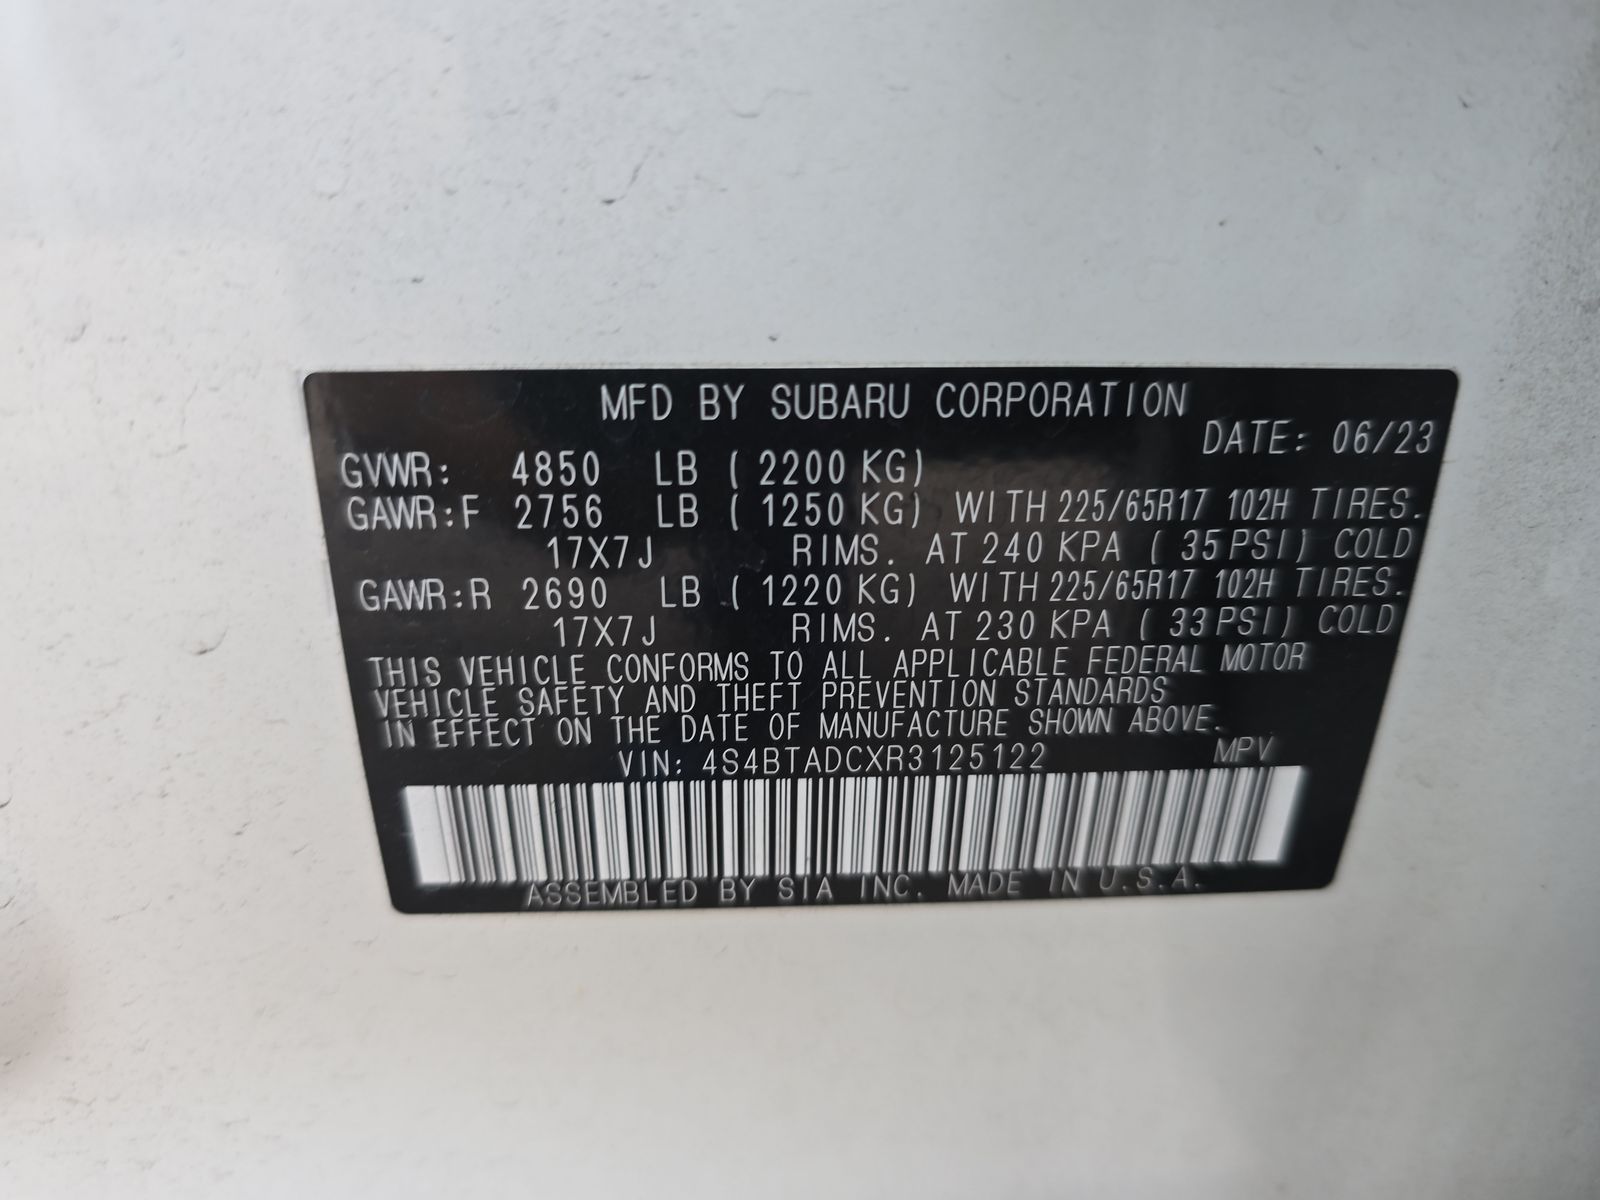 MFD BY SUBARU CORPORATION
DATE: 06/23
GVWR: 4850 LB (2200 KG)
GAWR:F 2756 LB (1250 KG) WITH 225/65R17 102H TIRES.
17X7J RIMS. AT 240 KPA (35 PSI) COLD
GAWR:R 2690 LB (1220 KG) WITH 225/65R17 102H TIRES.
17X7J RIMS. AT 230 KPA (33 PSI) COLD
THIS VEHICLE CONFORMS TO ALL APPLICABLE FEDERAL MOTOR
VEHICLE SAFETY AND THEFT PREVENTION STANDARDS
IN EFFECT ON THE DATE OF MANUFACTURE SHOWN ABOVE.
VIN: 4S4BTADCXR3125122 MPV
ASSEMBLED BY SIA INC. MADE IN U.S.A.